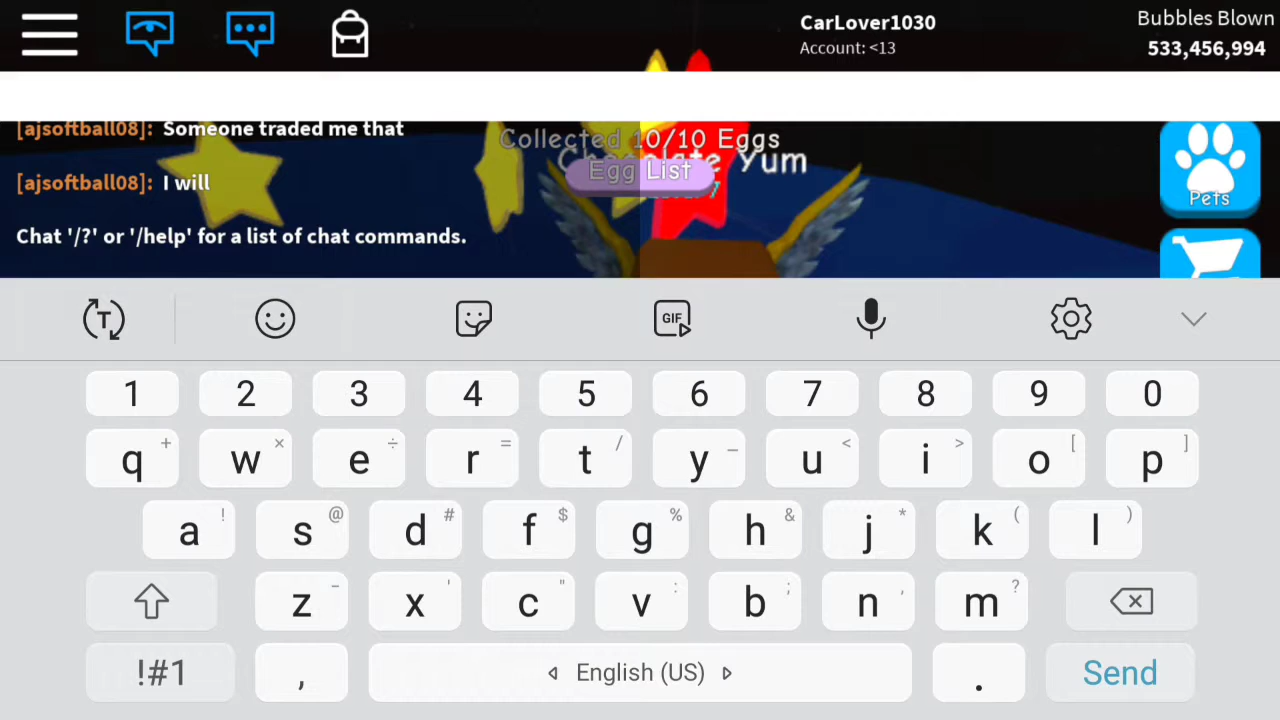 CarLover1030
Account: <13
Bubbles Blown
533,456,994
[ajsoftball08]: Someone traded me that
[ajsoftball08]: I will
Chat '/?' or '/help' for a list of chat commands.
Collected 10/10 Eggs
Yum
Egg List
Pets
T
GIF
1 2 3 4 5 6 7 8 9 0
q + w × e ÷ r = t / y _ u < i > o [ p ]
a ! s @ d # f $ g % h & j * k ( l )
z - x ' c " v : b ; n , m ?
!#1 , English (US) . Send